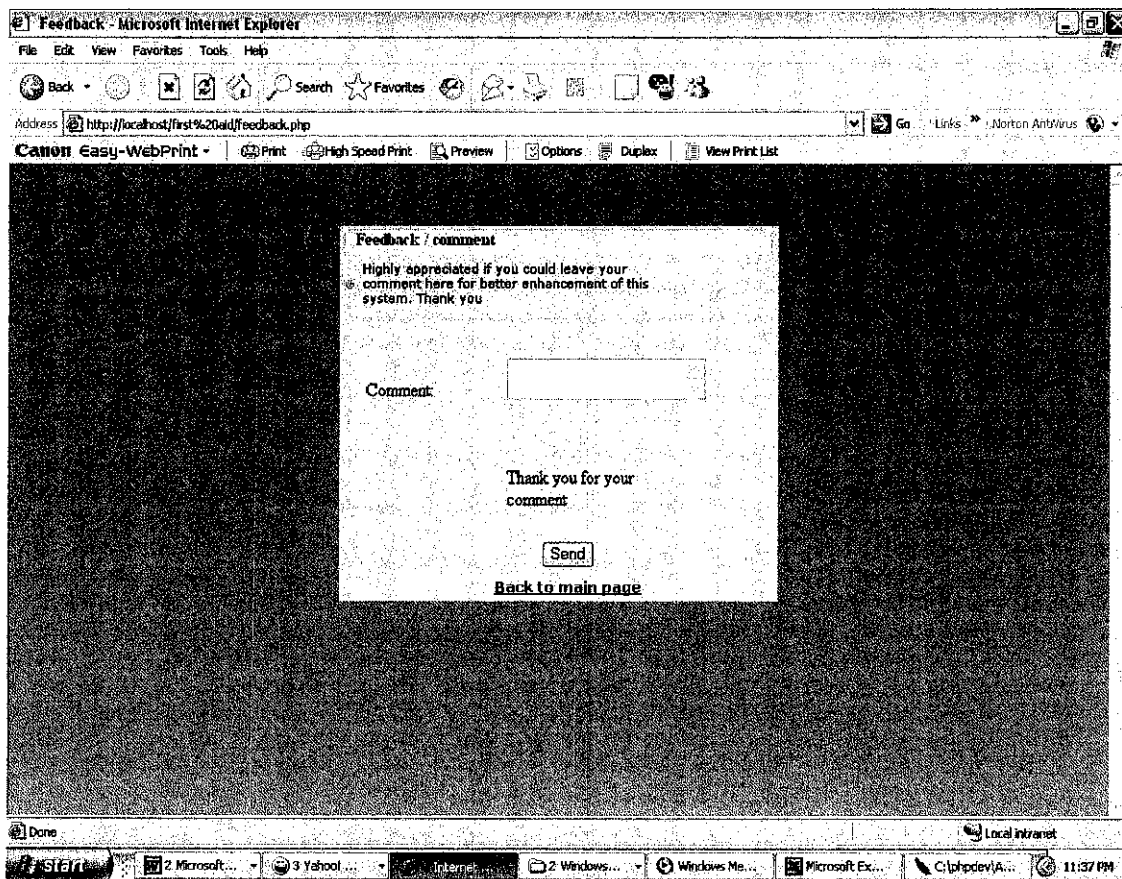 Feedback - Microsoft Internet Explorer
File Edit View Favorites Tools Help
Back Search Favorites
Address http://localhost/first%20aid/feedback.php Go Links » Norton AntiVirus
Canon Easy-WebPrint Print High Speed Print Preview Options Duplex View Print List
Feedback / comment
Highly appreciated if you could leave your
comment here for better enhancement of this
system. Thank you
Comment:
Thank you for your
comment
Send
Back to main page
Done Local intranet
start 2 Microsoft... 3 Yahoo! ... Internet 2 Windows... Windows Me... Microsoft Ex... C:\phpdev\A... 11:37 PM